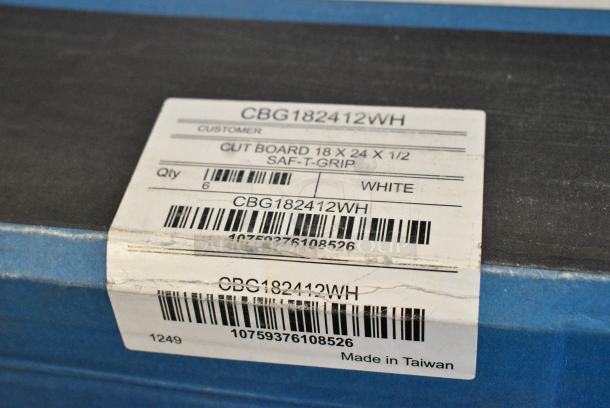 CBG182412WH
CUSTOMER
CUT BOARD 18 X 24 X 1/2
SAF-T-GRIP
Qty
6
WHITE
CBG182412WH
10759376108526
CBG182412WH
10759376108526
1249
Made in Taiwan